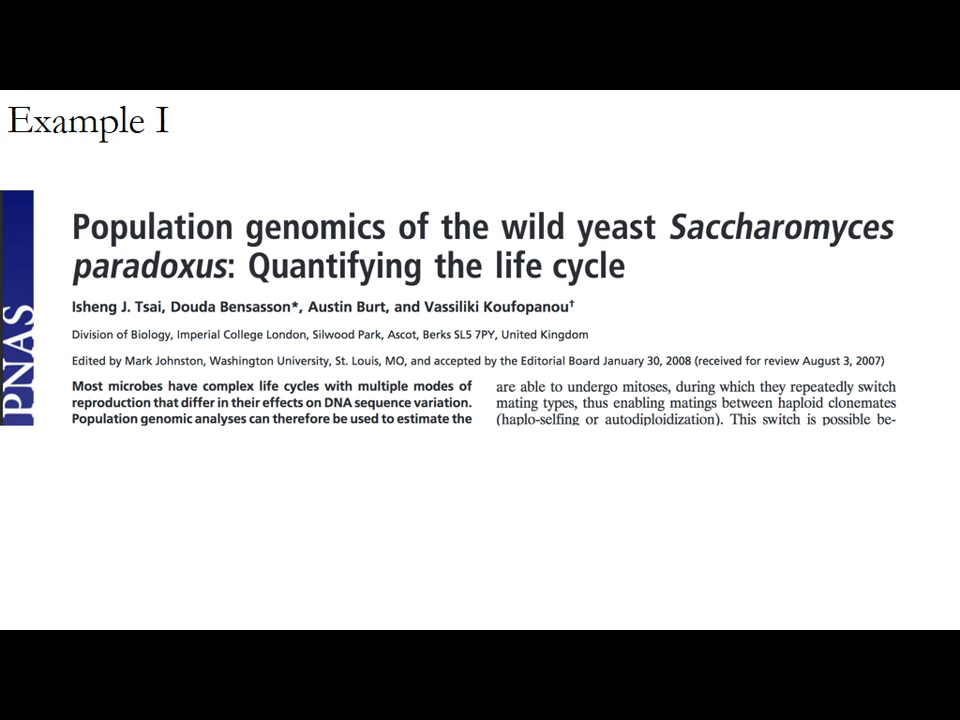 Example I
PNAS
Population genomics of the wild yeast Saccharomyces
paradoxus: Quantifying the life cycle
Isheng J. Tsai, Douda Bensasson*, Austin Burt, and Vassiliki Koufopanou†
Division of Biology, Imperial College London, Silwood Park, Ascot, Berks SL5 7PY, United Kingdom
Edited by Mark Johnston, Washington University, St. Louis, MO, and accepted by the Editorial Board January 30, 2008 (received for review August 3, 2007)
Most microbes have complex life cycles with multiple modes of
reproduction that differ in their effects on DNA sequence variation.
Population genomic analyses can therefore be used to estimate the
are able to undergo mitoses, during which they repeatedly switch
mating types, thus enabling matings between haploid clonemates
(haplo-selfing or autodiploidization). This switch is possible be-